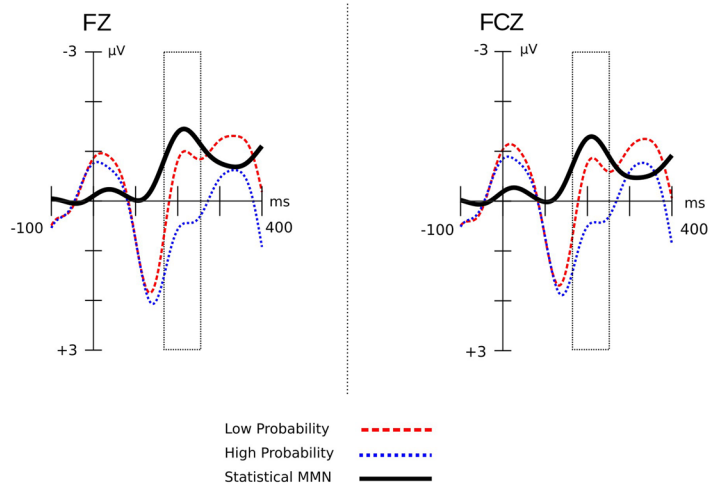 FZ
-3
µV
ms
-100
400
+3
FCZ
-3
µV
ms
-100
400
+3
Low Probability
High Probability
Statistical MMN